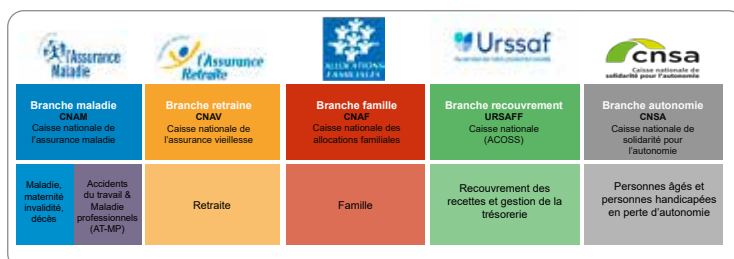 l'Assurance
Maladie
l'Assurance
Retraite
ALLOCATIONS
FAMILIALES
Urssaf
cnsa
Caisse nationale de
solidarité pour l'autonomie
Branche maladie
CNAM
Caisse nationale de
l'assurance maladie
Branche retraine
CNAV
Caisse nationale de
l'assurance vieillesse
Branche famille
CNAF
Caisse nationale des
allocations familiales
Branche recouvrement
URSAFF
Caisse nationale
(ACOSS)
Branche autonomie
CNSA
Caisse nationale de
solidarité pour
l'autonomie
Maladie,
maternité
invalidité,
décès
Accidents
du travail &
Maladie
professionnels
(AT-MP)
Retraite
Famille
Recouvrement des
recettes et gestion de la
trésorerie
Personnes âgés et
personnes handicapées
en perte d'autonomie